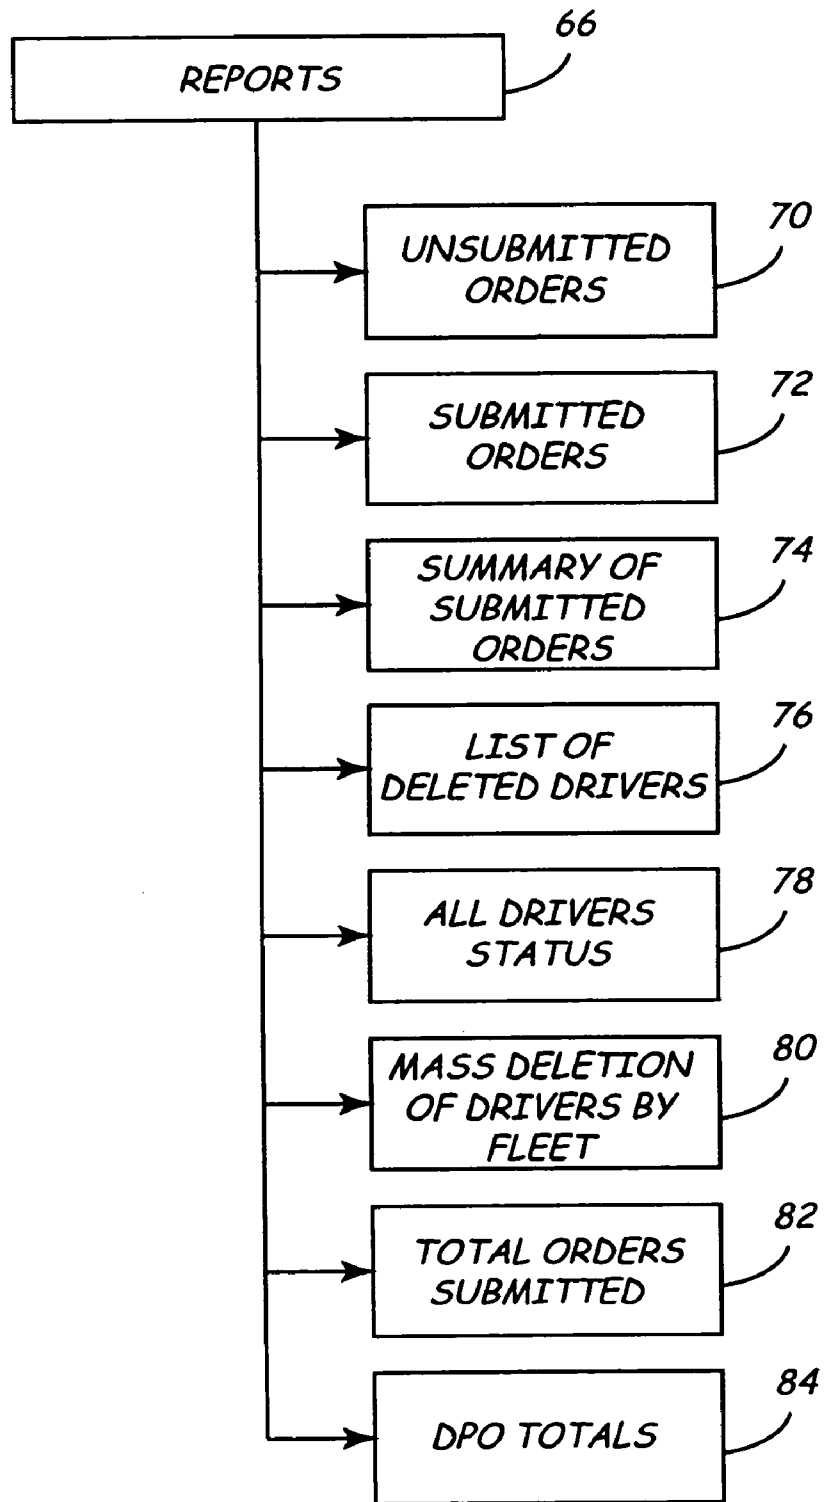 66
REPORTS
70
UNSUBMITTED
ORDERS
72
SUBMITTED
ORDERS
74
SUMMARY OF
SUBMITTED
ORDERS
76
LIST OF
DELETED DRIVERS
78
ALL DRIVERS
STATUS
80
MASS DELETION
OF DRIVERS BY
FLEET
82
TOTAL ORDERS
SUBMITTED
84
DPO TOTALS